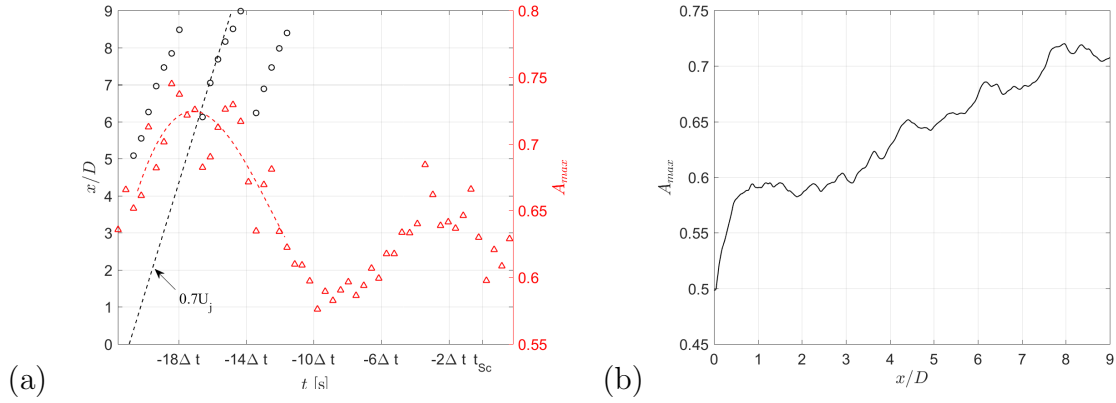 (a)
9
8
7
6
5
4
3
2
1
0
x/D
0.8
0.75
0.7
0.65
0.6
0.55
A_max
0.7U_j
-18Δ t -14Δ t -10Δ t -6Δ t -2Δ t t_Sc
t [s]
(b)
0.75
0.7
0.65
0.6
0.55
0.5
0.45
A_max
0 1 2 3 4 5 6 7 8 9
x/D